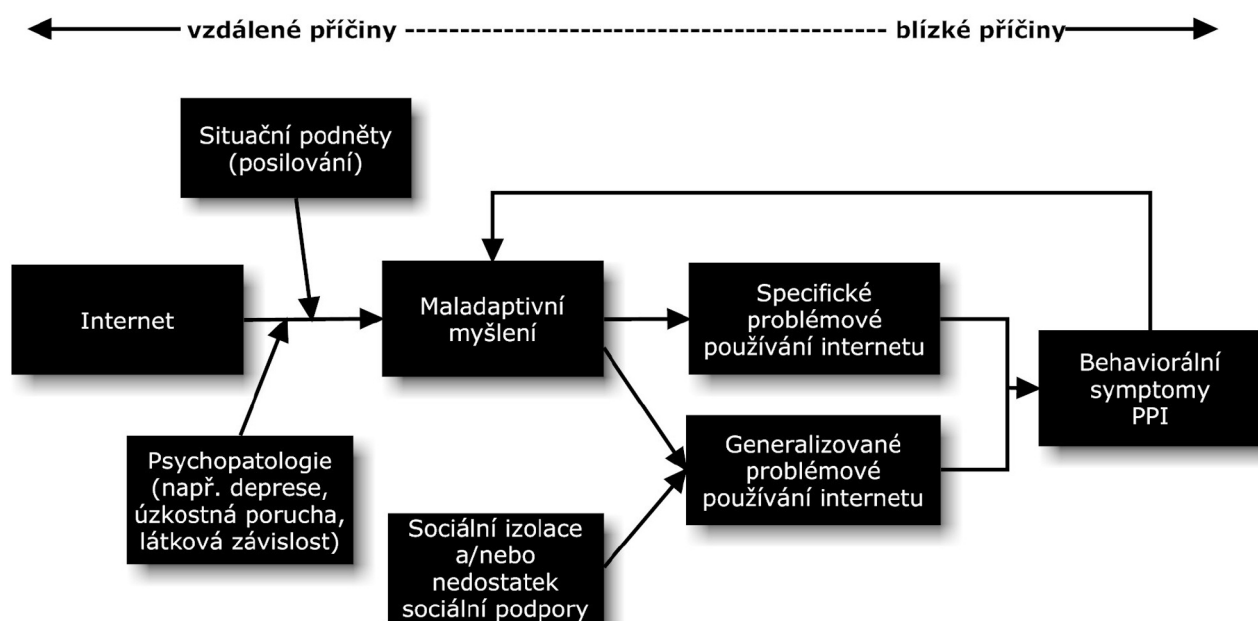 vzdálené příčiny ------------------------------------------- blízké příčiny
Situační podněty
(posilování)
Internet
Maladaptivní
myšlení
Specifické
problémové
používání internetu
Behaviorální
symptomy
PPI
Psychopatologie
(např. deprese,
úzkostná porucha,
látková závislost)
Generalizované
problémové
používání internetu
Sociální izolace
a/nebo
nedostatek
sociální podpory